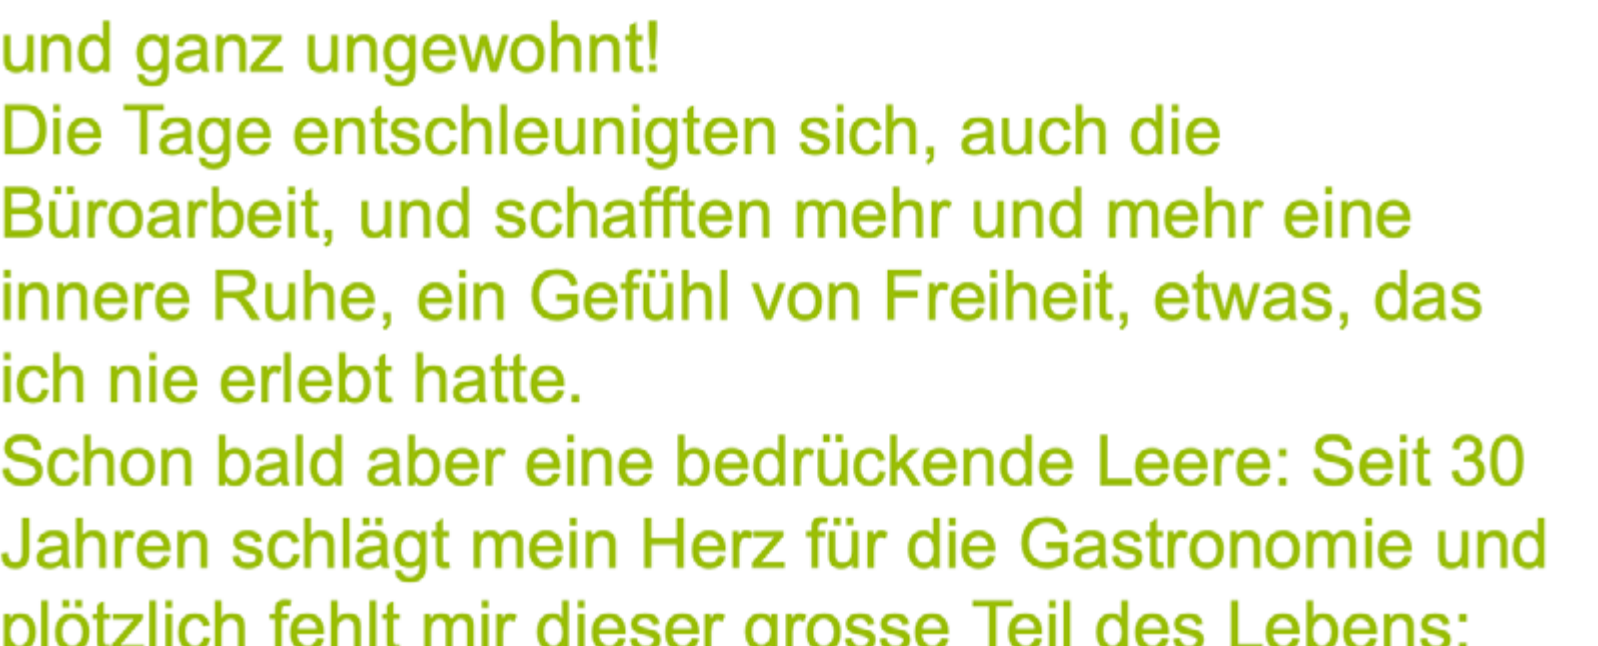 und ganz ungewohnt!
Die Tage entschleunigten sich, auch die
Büroarbeit, und schafften mehr und mehr eine
innere Ruhe, ein Gefühl von Freiheit, etwas, das
ich nie erlebt hatte.
Schon bald aber eine bedrückende Leere: Seit 30
Jahren schlägt mein Herz für die Gastronomie und
plötzlich fehlt mir dieser grosse Teil des Lebens: